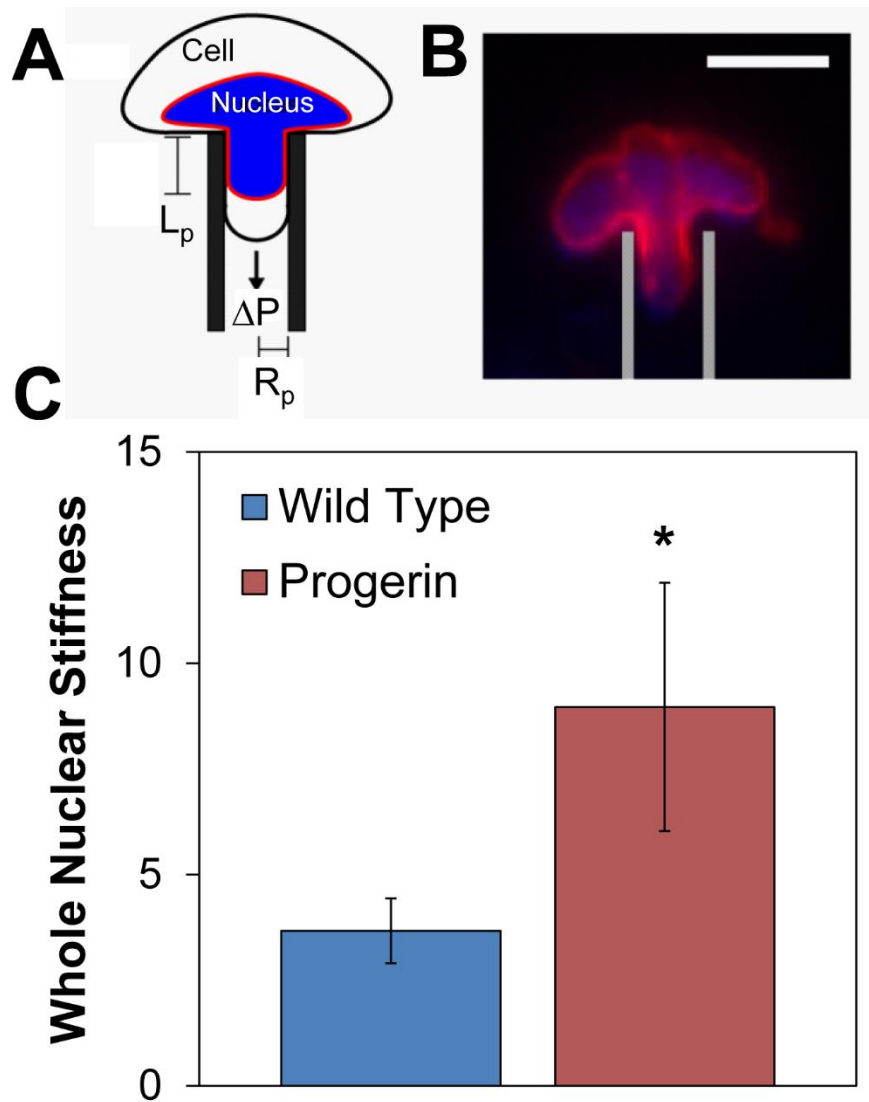 A
Cell
Nucleus
Lp
ΔP
Rp
B
C
Whole Nuclear Stiffness
15
10
5
0
Wild Type
Progerin
*